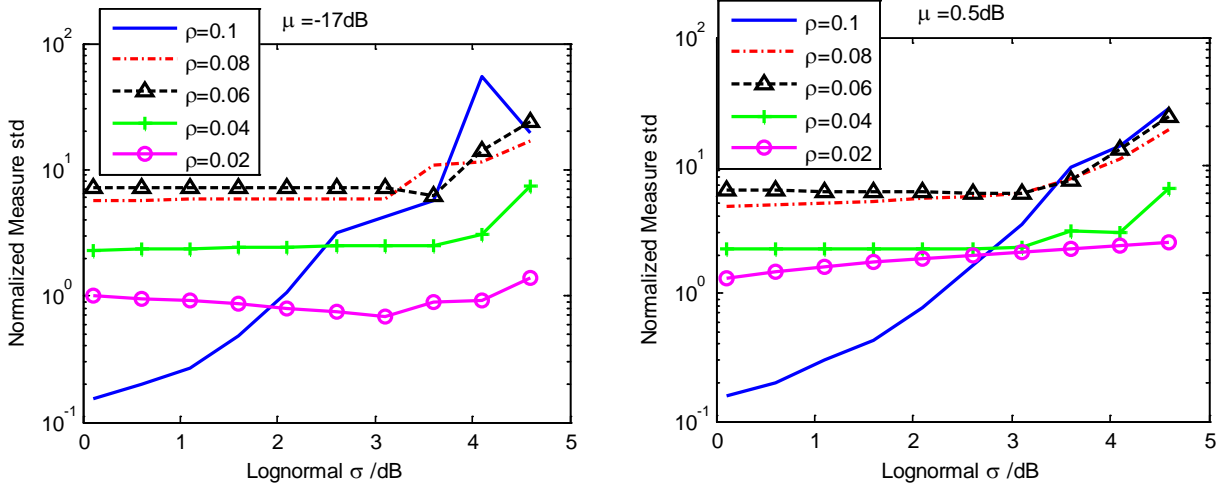 μ =-17dB
ρ=0.1
ρ=0.08
ρ=0.06
ρ=0.04
ρ=0.02
Normalized Measure std
10^2
10^1
10^0
10^-1
0 1 2 3 4 5
Lognormal σ /dB
μ =0.5dB
ρ=0.1
ρ=0.08
ρ=0.06
ρ=0.04
ρ=0.02
Normalized Measure std
10^2
10^1
10^0
10^-1
0 1 2 3 4 5
Lognormal σ /dB